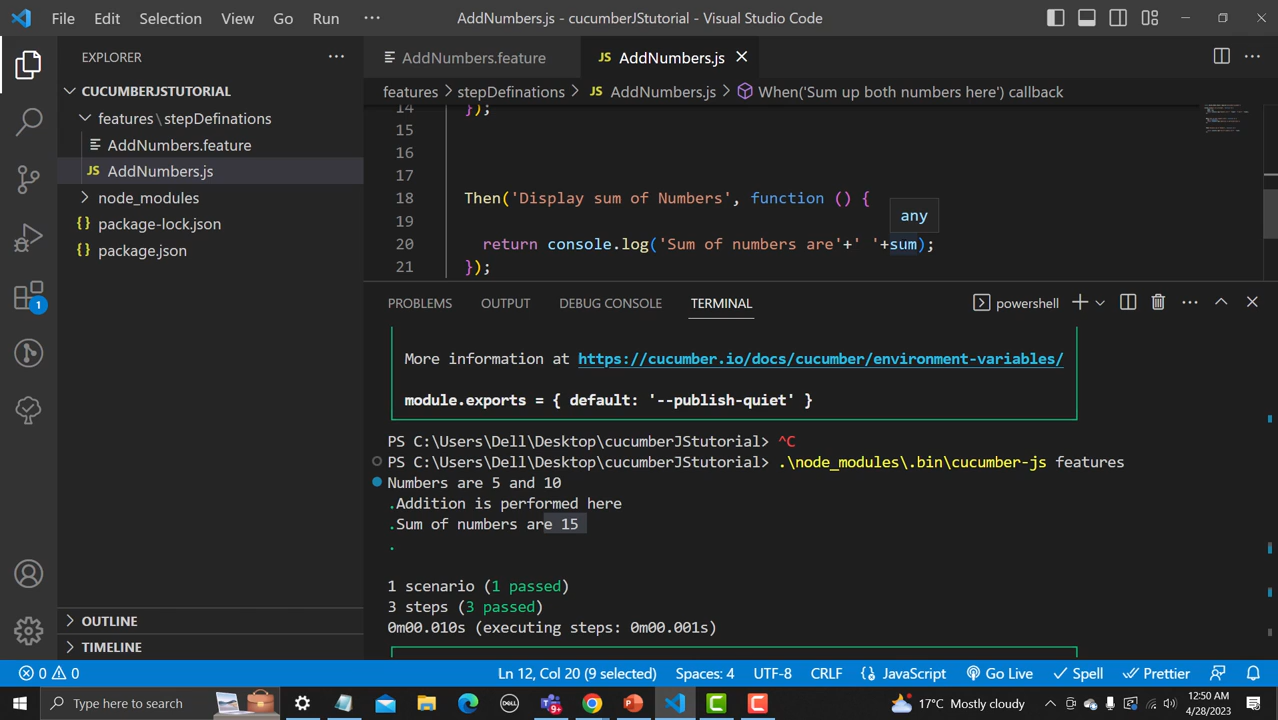 File Edit Selection View Go Run ··· AddNumbers.js - cucumberJStutorial - Visual Studio Code
EXPLORER ···
CUCUMBERJSTUTORIAL
features \ stepDefinations
AddNumbers.feature
JS AddNumbers.js
node_modules
{} package-lock.json
{} package.json
OUTLINE
TIMELINE
1
AddNumbers.feature JS AddNumbers.js
features > stepDefinations > JS AddNumbers.js > When('Sum up both numbers here') callback
14 });
15
16
17
18 Then('Display sum of Numbers', function () {
any
19
20 return console.log('Sum of numbers are'+' '+sum);
21 });
PROBLEMS OUTPUT DEBUG CONSOLE TERMINAL powershell
More information at https://cucumber.io/docs/cucumber/environment-variables/
module.exports = { default: '--publish-quiet' }
PS C:\Users\Dell\Desktop\cucumberJStutorial> ^C
PS C:\Users\Dell\Desktop\cucumberJStutorial> .\node_modules\.bin\cucumber-js features
Numbers are 5 and 10
.Addition is performed here
.Sum of numbers are 15
.
1 scenario (1 passed)
3 steps (3 passed)
0m00.010s (executing steps: 0m00.001s)
0 0 Ln 12, Col 20 (9 selected) Spaces: 4 UTF-8 CRLF {} JavaScript Go Live Spell Prettier
Type here to search DELL 9 17°C Mostly cloudy 12:50 AM
4/28/2023